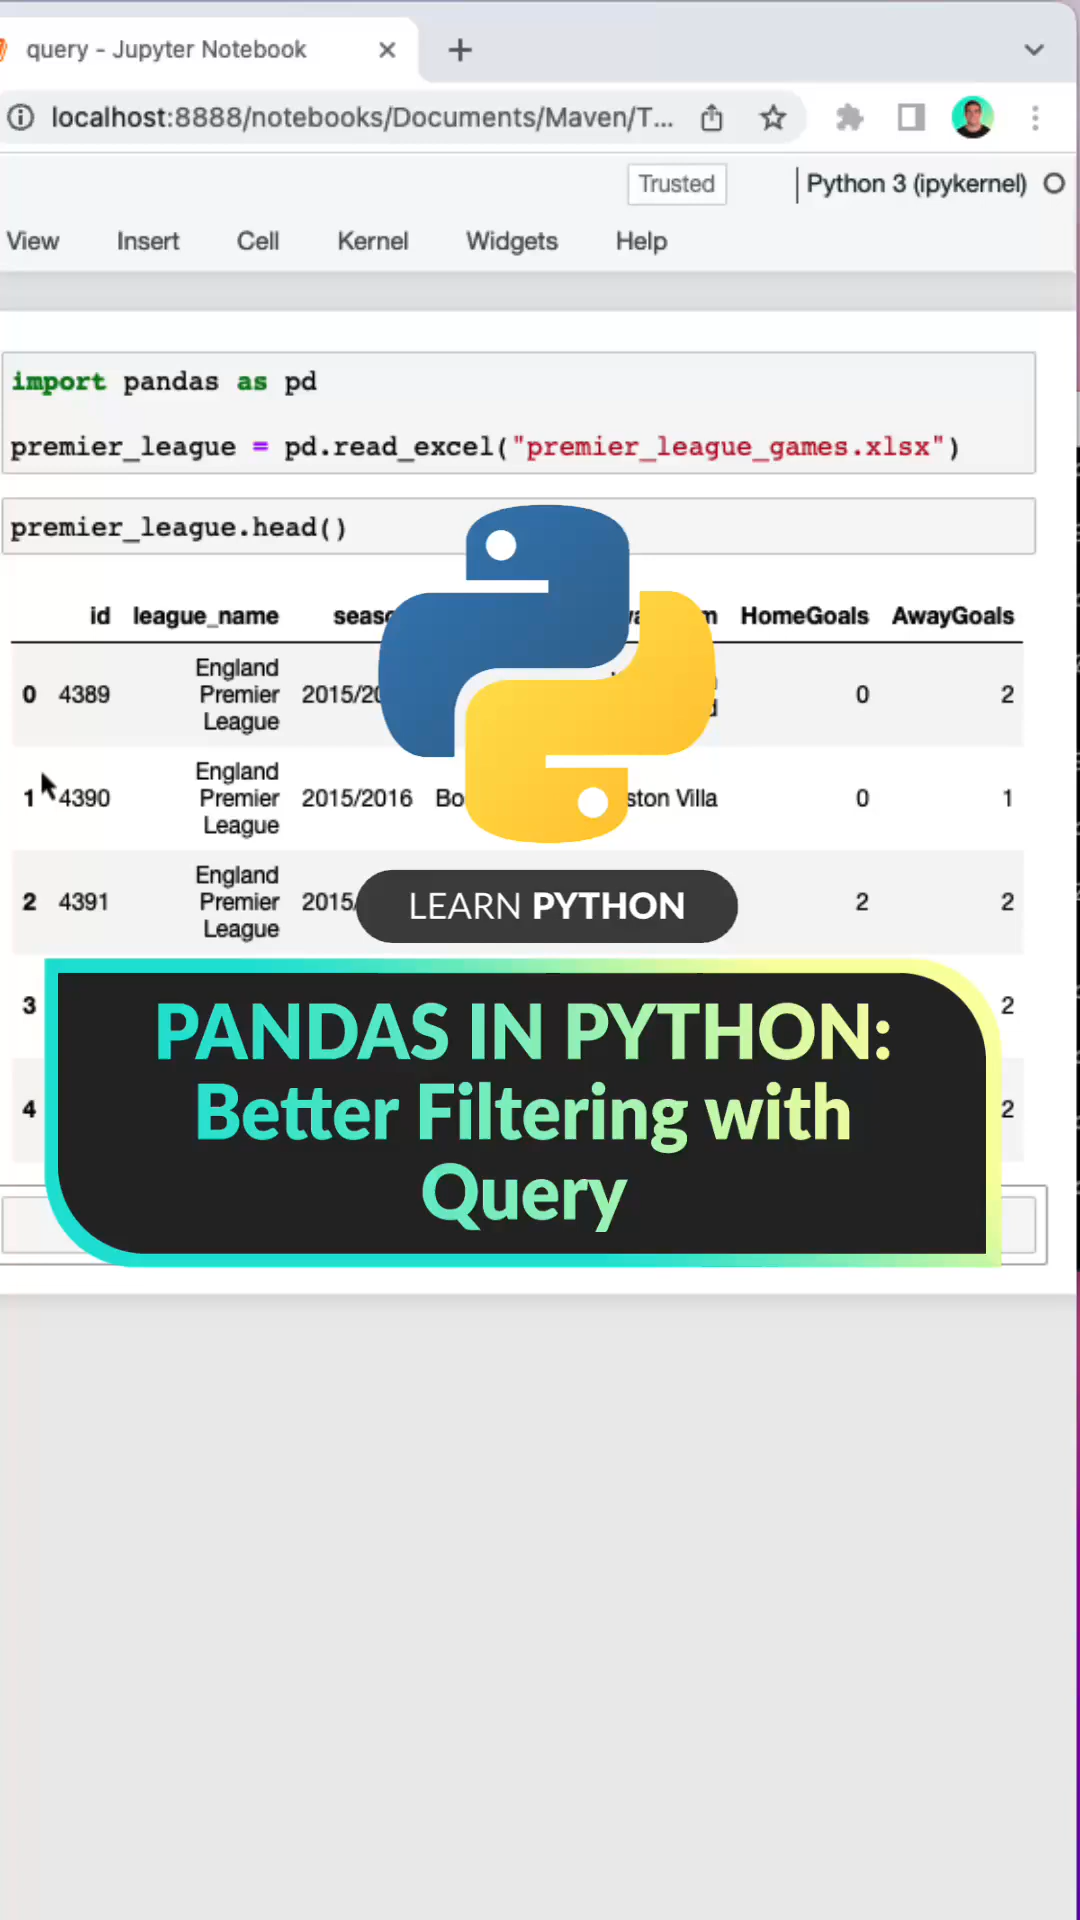 query - Jupyter Notebook
localhost:8888/notebooks/Documents/Maven/T...
Trusted
Python 3 (ipykernel)
View Insert Cell Kernel Widgets Help
import pandas as pd
premier_league = pd.read_excel("premier_league_games.xlsx")
premier_league.head()
id league_name HomeGoals AwayGoals
England
0 4389 Premier 0 2
League
England
1 4390 Premier 2015/2016 Villa 0 1
League
England
2 4391 Premier 2 2
League
LEARN PYTHON
3 2
4 2
PANDAS IN PYTHON:
Better Filtering with
Query